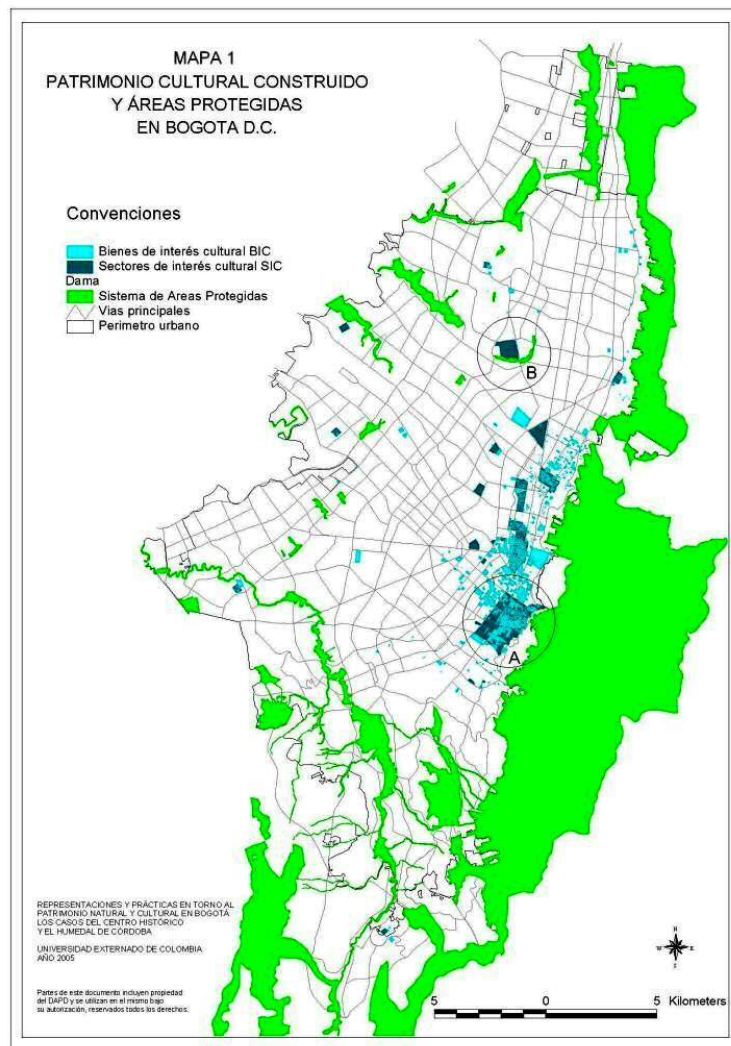 MAPA 1
PATRIMONIO CULTURAL CONSTRUIDO
Y ÁREAS PROTEGIDAS
EN BOGOTA D.C.
Convenciones
Bienes de interés cultural BIC
Sectores de interés cultural SIC
Dama
Sistema de Areas Protegidas
Vias principales
Perimetro urbano
B
A
REPRESENTACIONES Y PRÁCTICAS EN TORNO AL
PATRIMONIO NATURAL Y CULTURAL EN BOGOTÁ
LOS CASOS DEL CENTRO HISTÓRICO
Y EL HUMEDAL DE CÓRDOBA
UNIVERSIDAD EXTERNADO DE COLOMBIA
AÑO 2005
Partes de este documento incluyen propiedad
del DAPD y se utilizan en el mismo bajo
su autorización, reservados todos los derechos.
N
W E
S
5 0 5 Kilometers